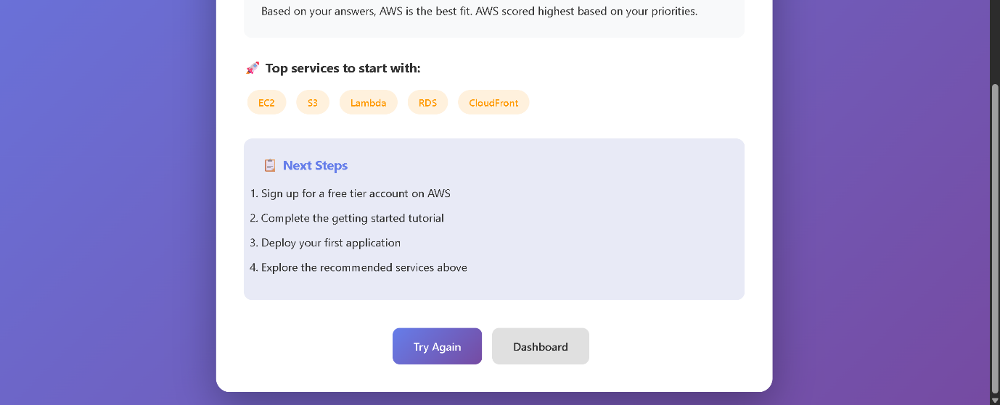 Based on your answers, AWS is the best fit. AWS scored highest based on your priorities.
🚀 Top services to start with:
EC2 S3 Lambda RDS CloudFront
📋 Next Steps
1. Sign up for a free tier account on AWS
2. Complete the getting started tutorial
3. Deploy your first application
4. Explore the recommended services above
Try Again Dashboard